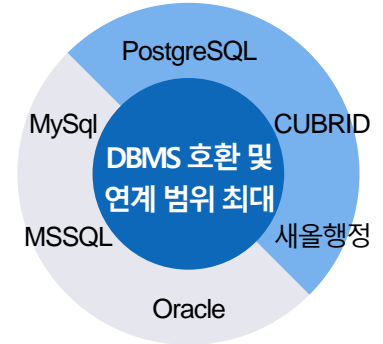 PostgreSQL
MySql
CUBRID
DBMS 호환 및
연계 범위 최대
MSSQL
새올행정
Oracle